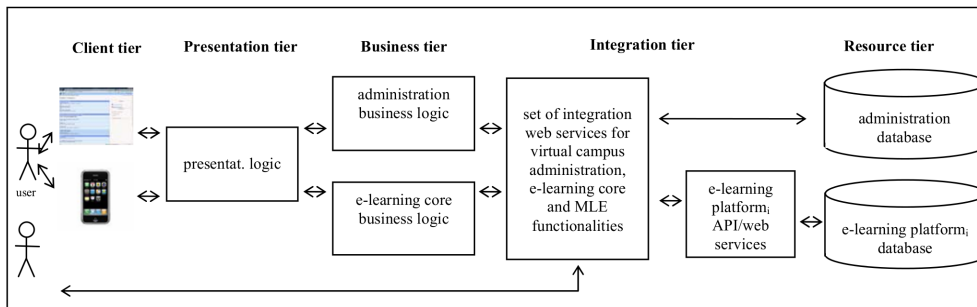 Client tier
Presentation tier
Business tier
Integration tier
Resource tier
user
presentat. logic
administration
business logic
e-learning core
business logic
set of integration
web services for
virtual campus
administration,
e-learning core
and MLE
functionalities
e-learning
platformᵢ
API/web
services
administration
database
e-learning platformᵢ
database